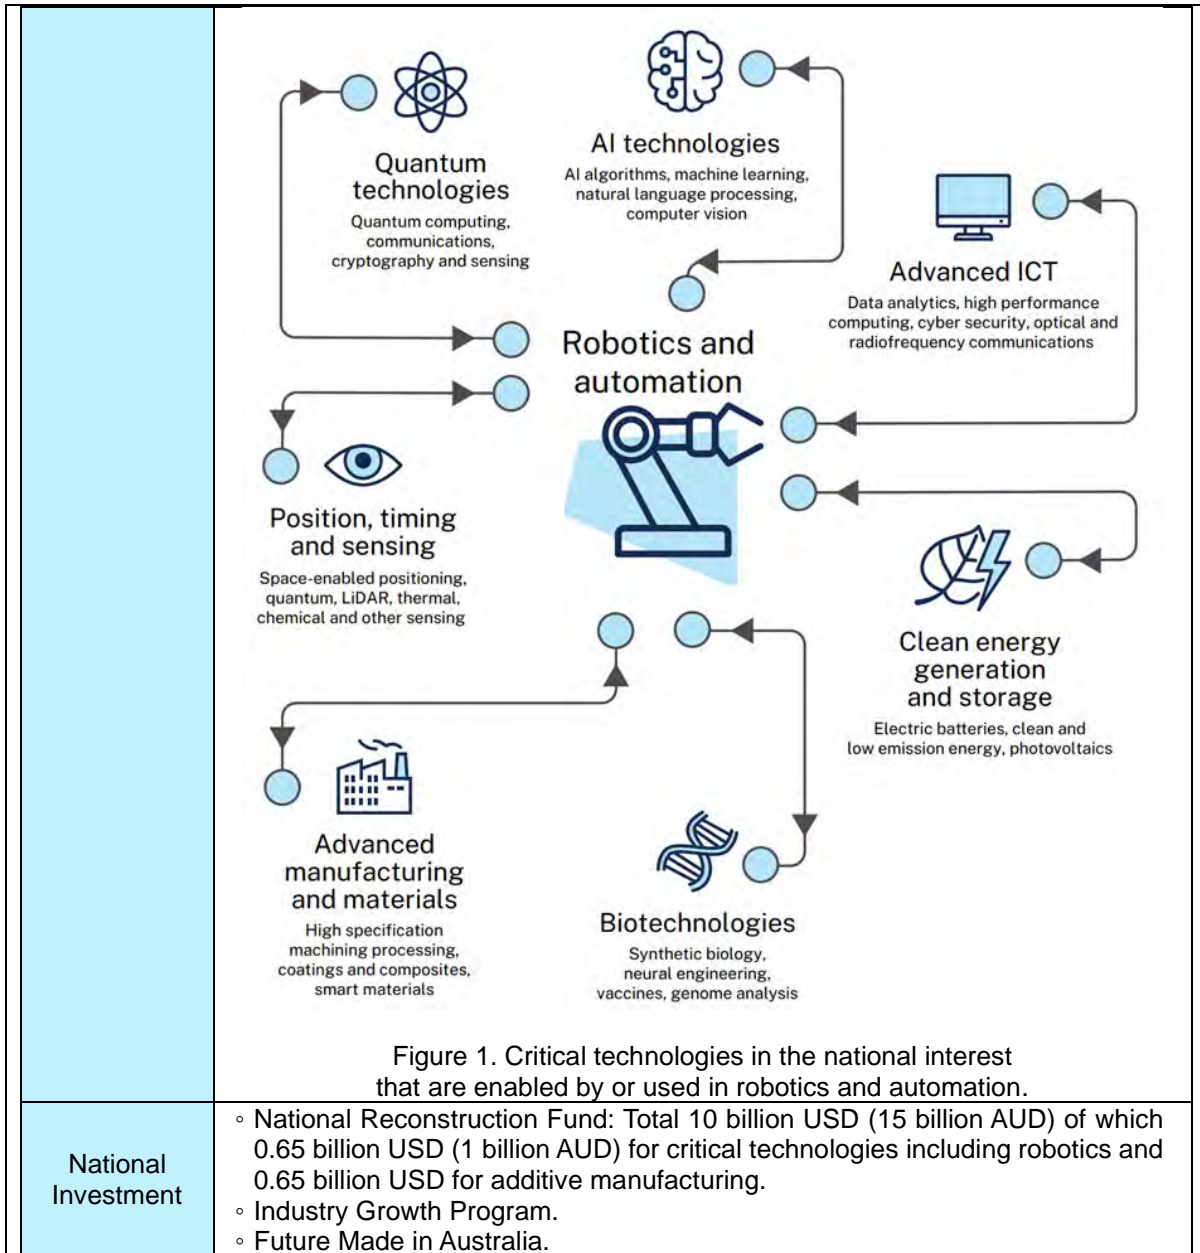 Quantum
technologies
Quantum computing,
communications,
cryptography and sensing
AI technologies
AI algorithms, machine learning,
natural language processing,
computer vision
Advanced ICT
Data analytics, high performance
computing, cyber security, optical and
radiofrequency communications
Robotics and
automation
Position, timing
and sensing
Space-enabled positioning,
quantum, LiDAR, thermal,
chemical and other sensing
Clean energy
generation
and storage
Electric batteries, clean and
low emission energy, photovoltaics
Advanced
manufacturing
and materials
High specification
machining processing,
coatings and composites,
smart materials
Biotechnologies
Synthetic biology,
neural engineering,
vaccines, genome analysis
Figure 1. Critical technologies in the national interest
that are enabled by or used in robotics and automation.
National
Investment
◦ National Reconstruction Fund: Total 10 billion USD (15 billion AUD) of which
0.65 billion USD (1 billion AUD) for critical technologies including robotics and
0.65 billion USD for additive manufacturing.
◦ Industry Growth Program.
◦ Future Made in Australia.